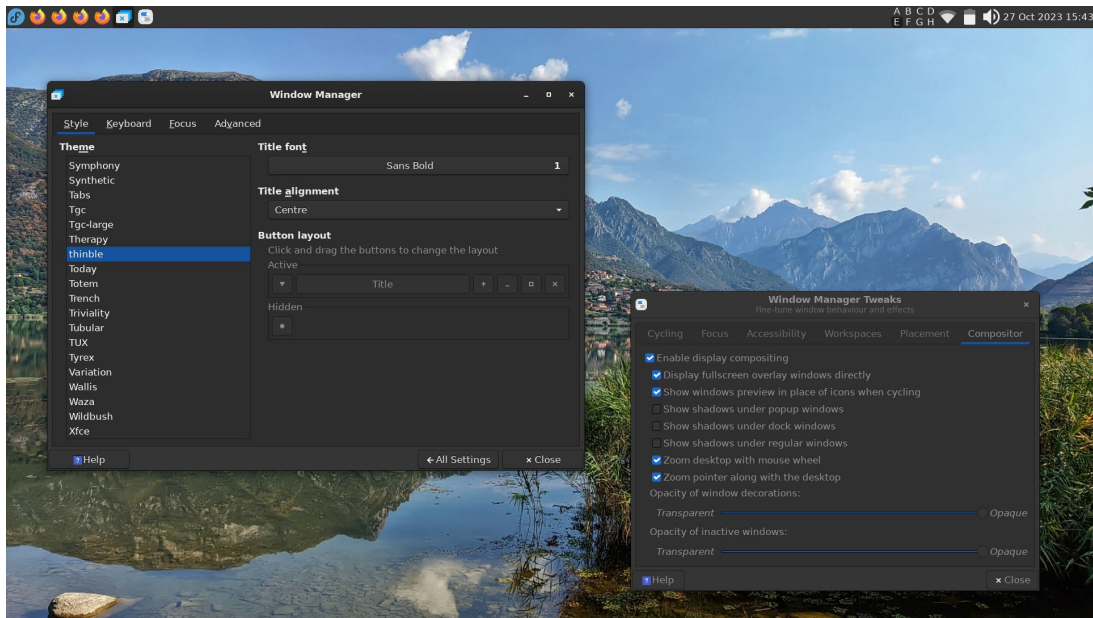 A B C D
E F G H
27 Oct 2023 15:43
Window Manager
Style Keyboard Focus Advanced
Theme
Symphony
Synthetic
Tabs
Tgc
Tgc-large
Therapy
thinble
Today
Totem
Trench
Triviality
Tubular
TUX
Tyrex
Variation
Wallis
Waza
Wildbush
Xfce
Title font
Sans Bold 1
Title alignment
Centre
Button layout
Click and drag the buttons to change the layout
Active
Title
Hidden
Help
All Settings
Close
Window Manager Tweaks
Fine-tune window behaviour and effects
Cycling Focus Accessibility Workspaces Placement Compositor
Enable display compositing
Display fullscreen overlay windows directly
Show windows preview in place of icons when cycling
Show shadows under popup windows
Show shadows under dock windows
Show shadows under regular windows
Zoom desktop with mouse wheel
Zoom pointer along with the desktop
Opacity of window decorations:
Transparent Opaque
Opacity of inactive windows:
Transparent Opaque
Help
Close